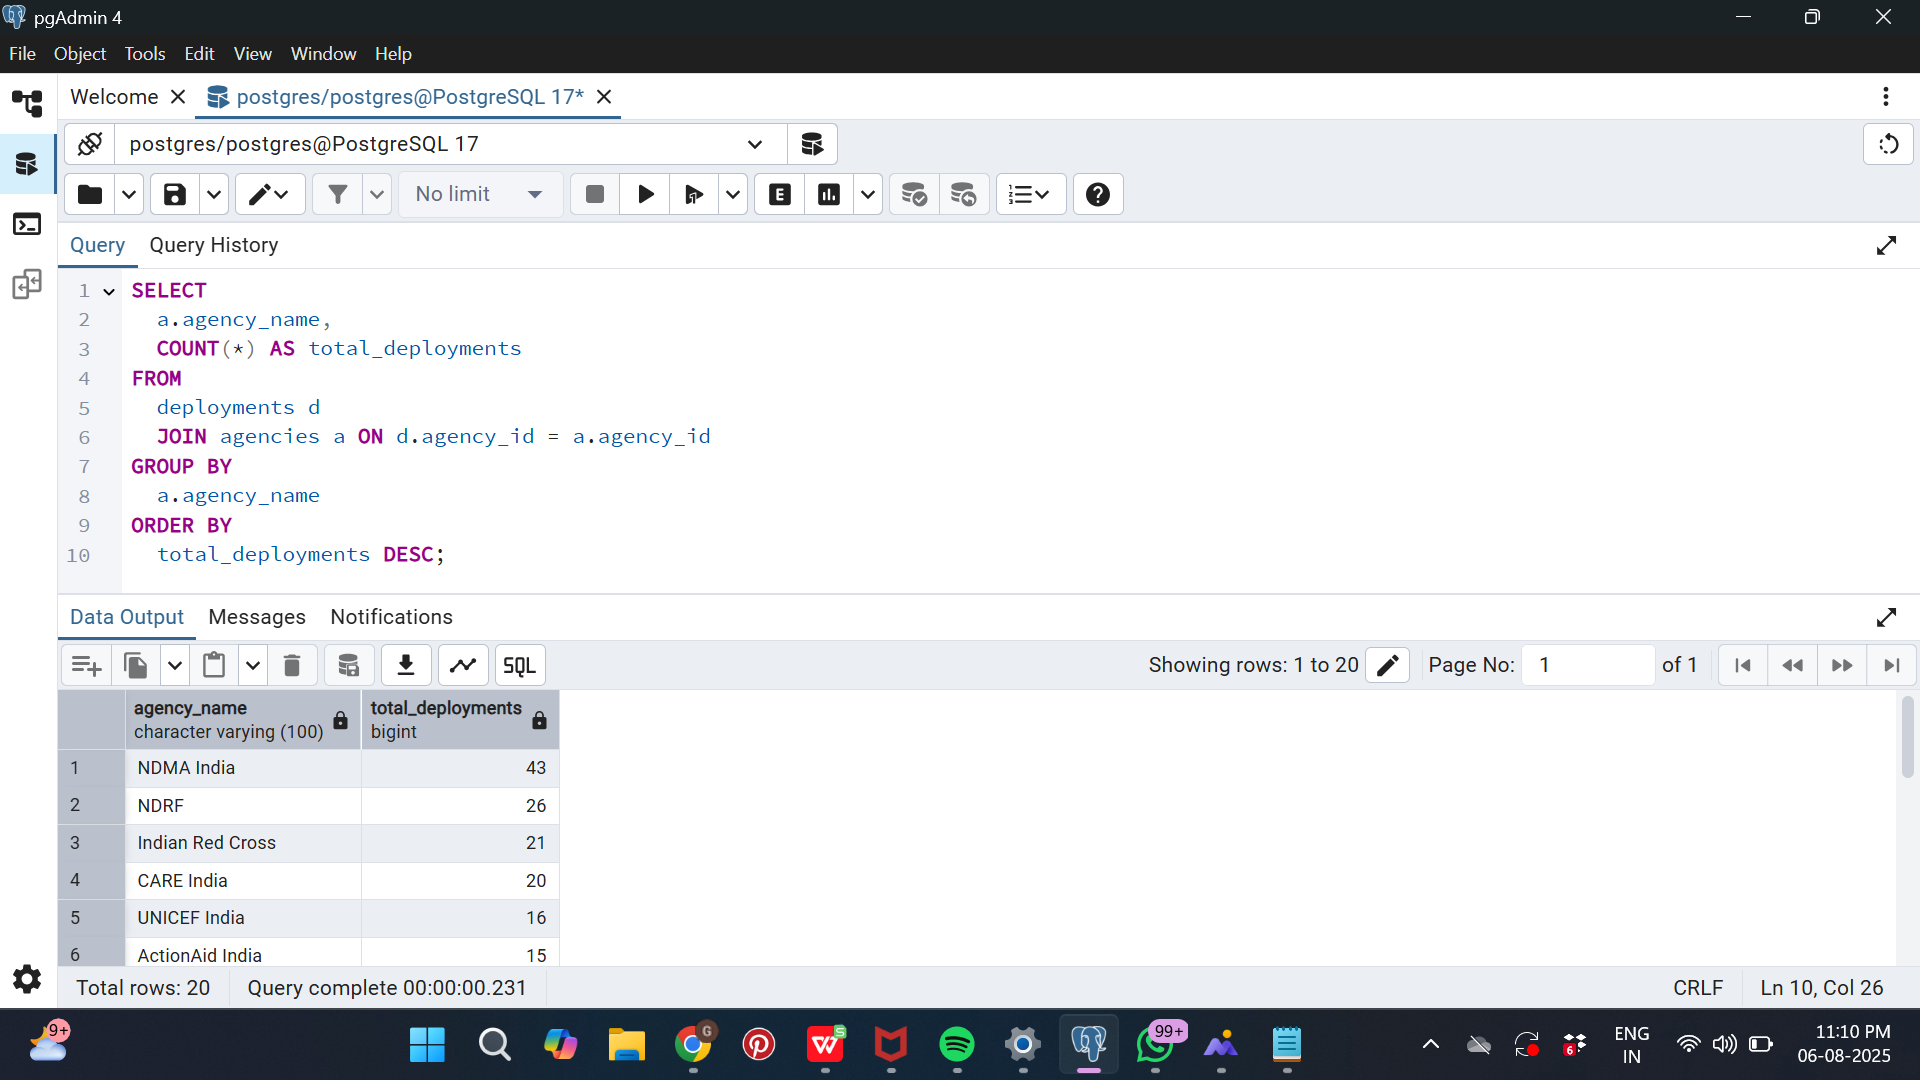 pgAdmin 4
File Object Tools Edit View Window Help
Welcome postgres/postgres@PostgreSQL 17*
postgres/postgres@PostgreSQL 17
No limit
E
Query Query History
1 SELECT
2 a.agency_name,
3 COUNT(*) AS total_deployments
4 FROM
5 deployments d
6 JOIN agencies a ON d.agency_id = a.agency_id
7 GROUP BY
8 a.agency_name
9 ORDER BY
10 total_deployments DESC;
Data Output Messages Notifications
SQL Showing rows: 1 to 20 Page No: 1 of 1
agency_name total_deployments
character varying (100) bigint
1 NDMA India 43
2 NDRF 26
3 Indian Red Cross 21
4 CARE India 20
5 UNICEF India 16
6 ActionAid India 15
Total rows: 20 Query complete 00:00:00.231 CRLF Ln 10, Col 26
9+ G W S 99+ 6
ENG 11:10 PM
IN 06-08-2025